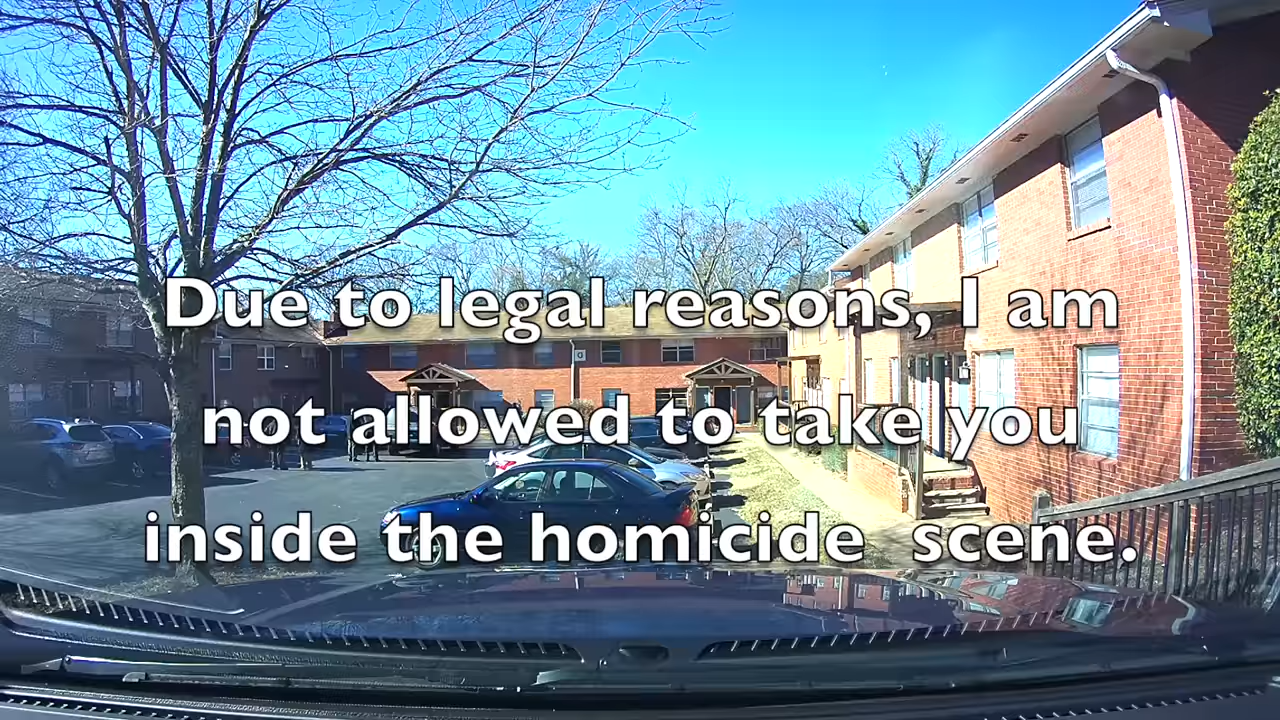 Due to legal reasons, I am
not allowed to take you
inside the homicide  scene.